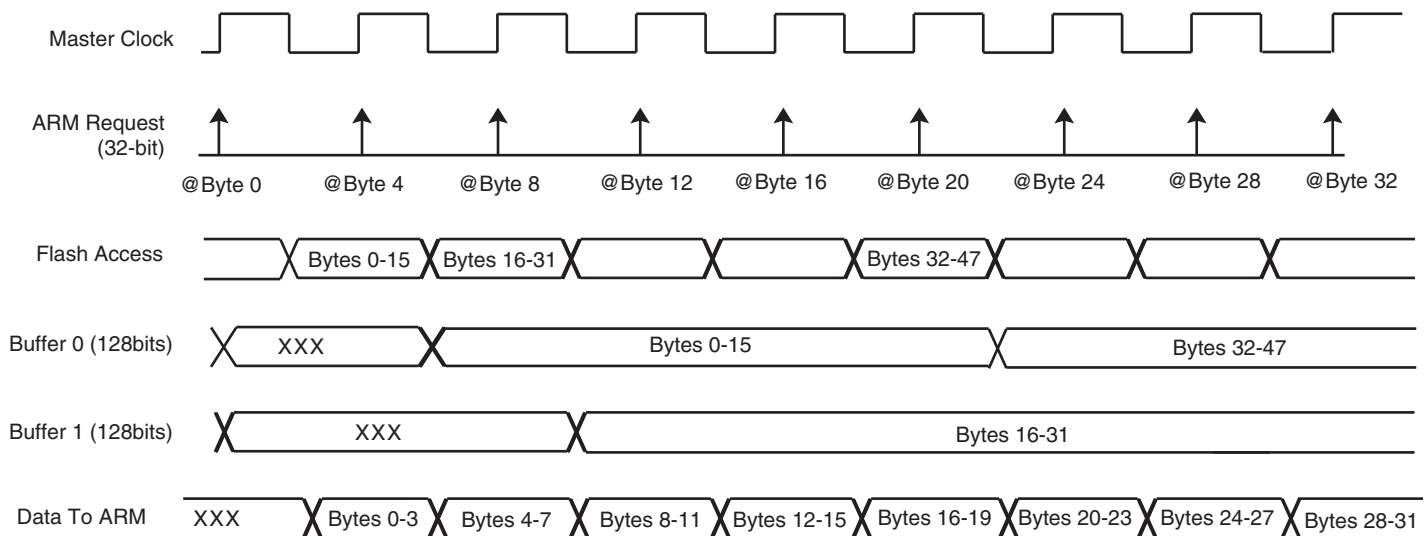 Master Clock
ARM Request
(32-bit)
@Byte 0 @Byte 4 @Byte 8 @Byte 12 @Byte 16 @Byte 20 @Byte 24 @Byte 28 @Byte 32
Flash Access Bytes 0-15 Bytes 16-31 Bytes 32-47
Buffer 0 (128bits) XXX Bytes 0-15 Bytes 32-47
Buffer 1 (128bits) XXX Bytes 16-31
Data To ARM XXX Bytes 0-3 Bytes 4-7 Bytes 8-11 Bytes 12-15 Bytes 16-19 Bytes 20-23 Bytes 24-27 Bytes 28-31